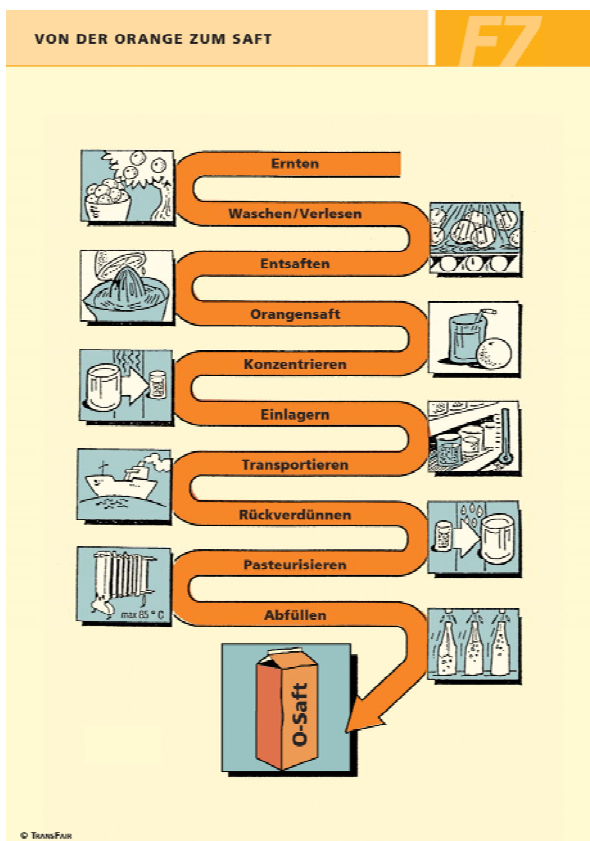 VON DER ORANGE ZUM SAFT
F7
Ernten
Waschen/Verlesen
Entsaften
Orangensaft
Konzentrieren
Einlagern
Transportieren
Rückverdünnen
Pasteurisieren
max 85 ° C
Abfüllen
O-Saft
© TRANSFAIR